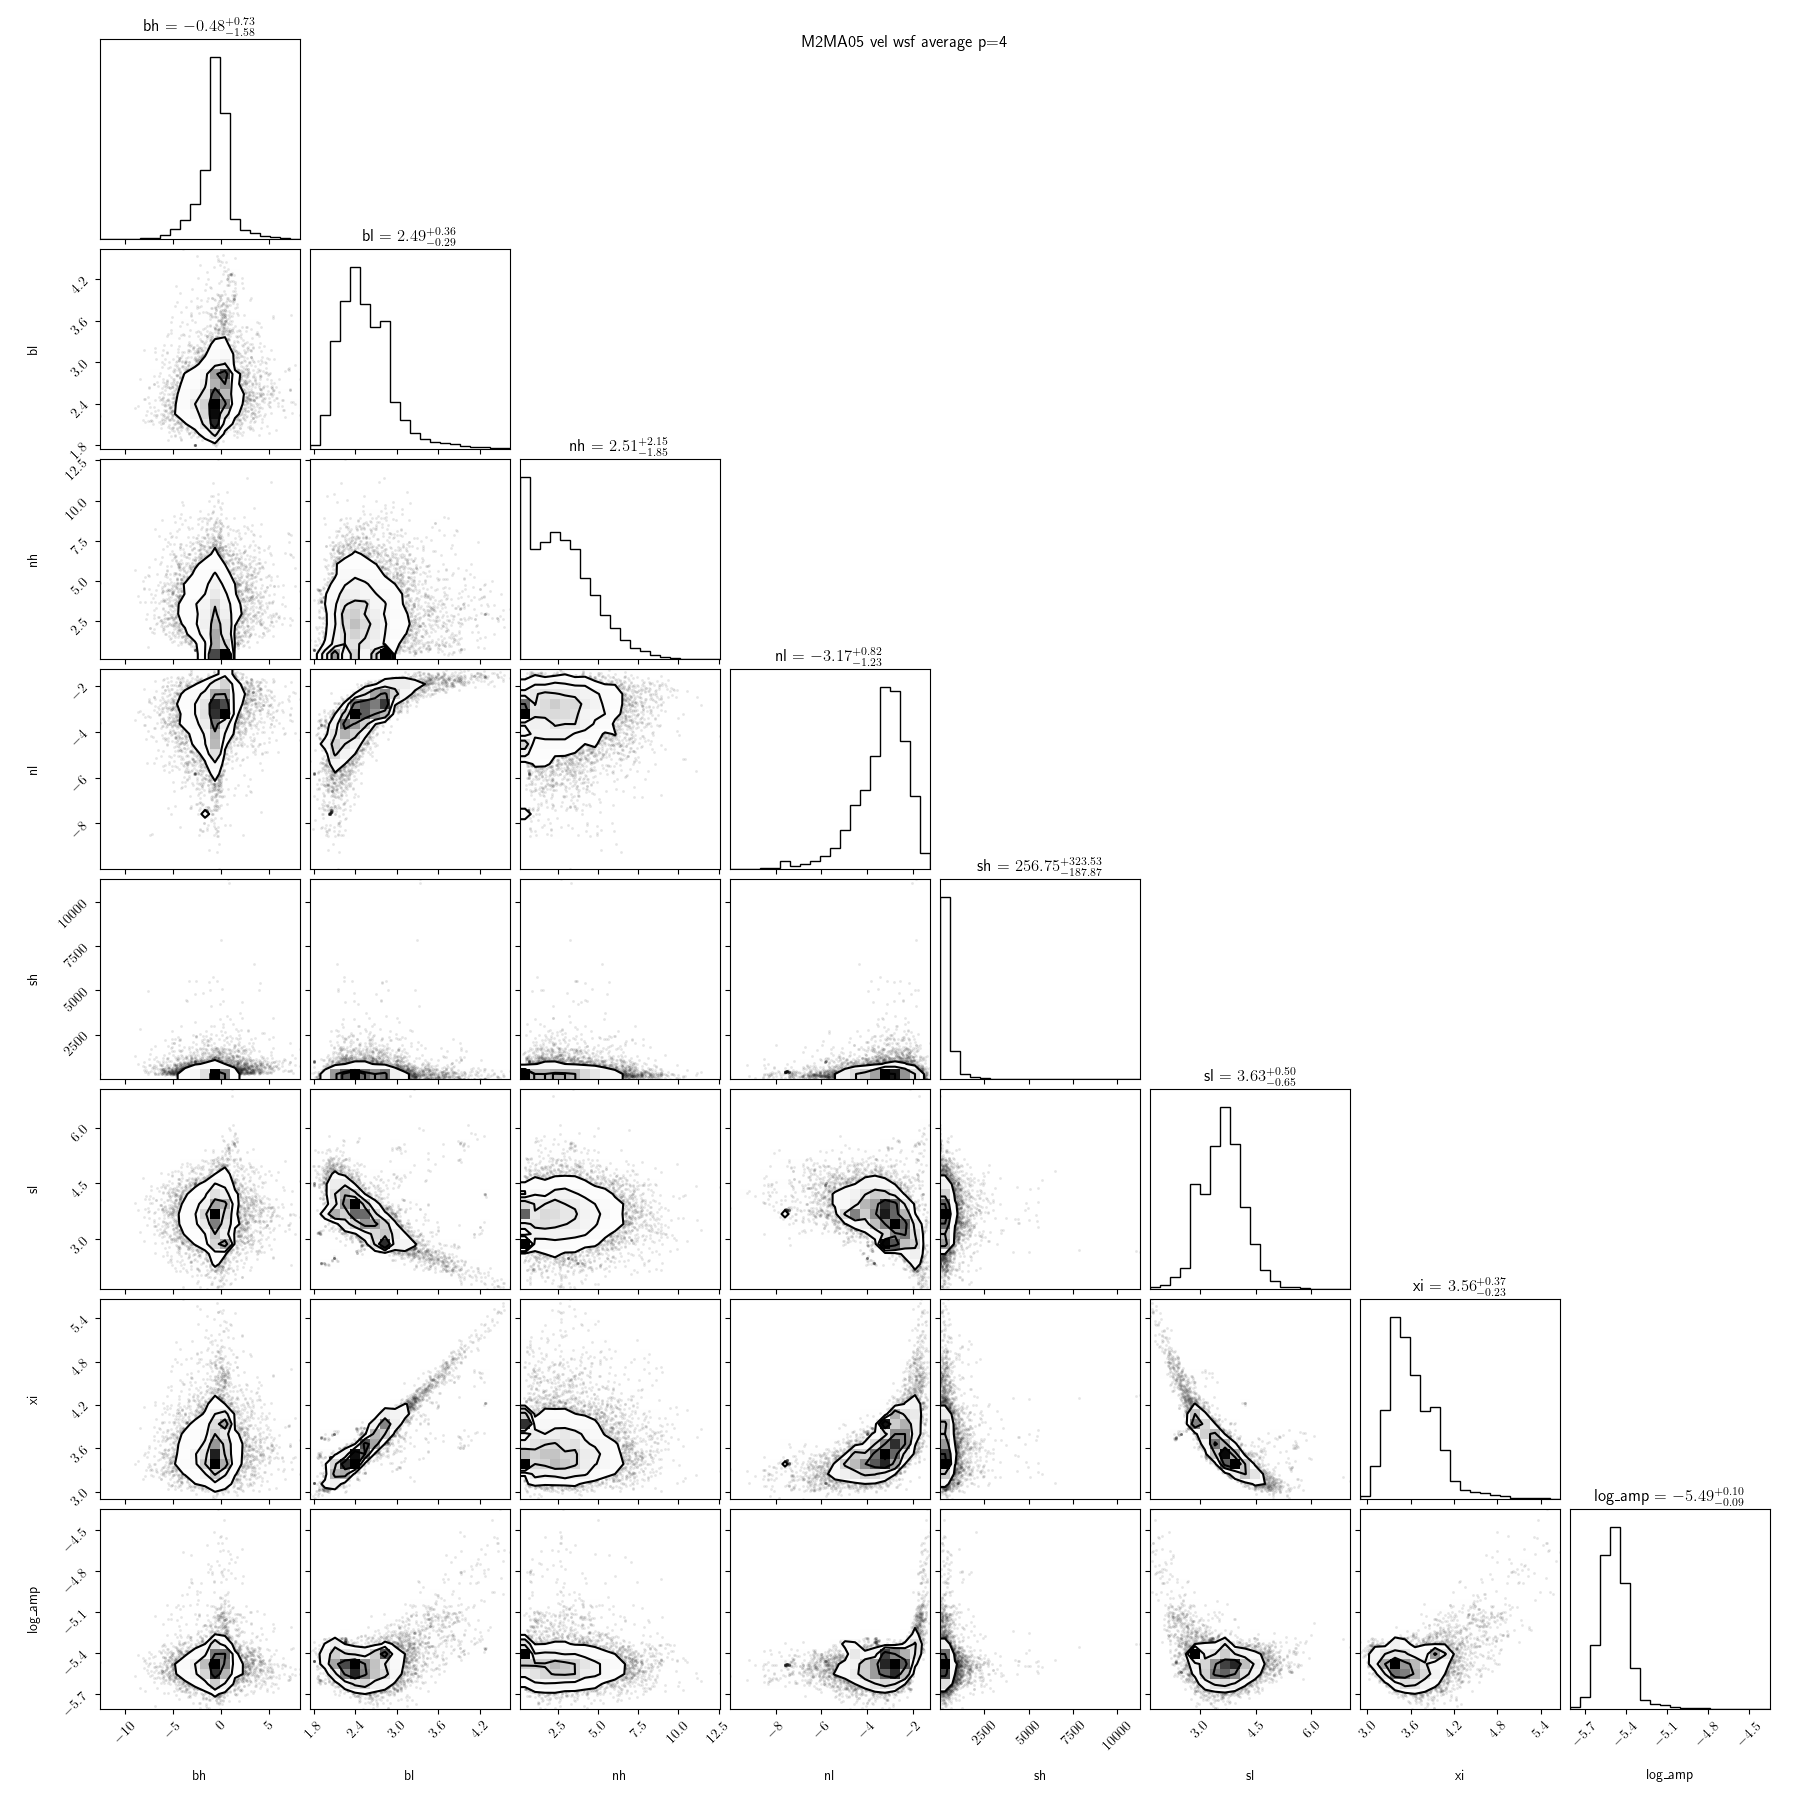 M2MA05 vel wsf average p=4
bh = −0.48 +0.73 −1.58
bl = 2.49 +0.36 −0.29
bl
4.2
3.6
3.0
2.4
1.8
nh = 2.51 +2.15 −1.85
nh
12.5
10.0
7.5
5.0
2.5
nl = −3.17 +0.82 −1.23
nl
−2
−4
−6
−8
sh = 256.75 +323.53 −187.87
sh
10000
7500
5000
2500
sl = 3.63 +0.50 −0.65
sl
6.0
4.5
3.0
xi = 3.56 +0.37 −0.23
xi
5.4
4.8
4.2
3.6
3.0
log_amp = −5.49 +0.10 −0.09
log_amp
−4.5
−4.8
−5.1
−5.4
−5.7
−10 −5 0 5 1.8 2.4 3.0 3.6 4.2 2.5 5.0 7.5 10.0 12.5 −8 −6 −4 −2 2500 5000 7500 10000 3.0 4.5 6.0 3.0 3.6 4.2 4.8 5.4 −5.7 −5.4 −5.1 −4.8 −4.5
bh bl nh nl sh sl xi log_amp